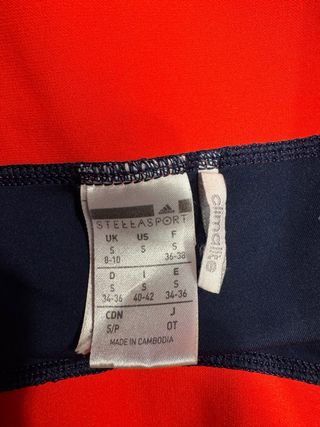 STELLASPORT
UK US F
S S S
8-10 36-38
D I E
S S S
34-36 40-42 34-36
CDN J
S/P OT
MADE IN CAMBODIA
climalite